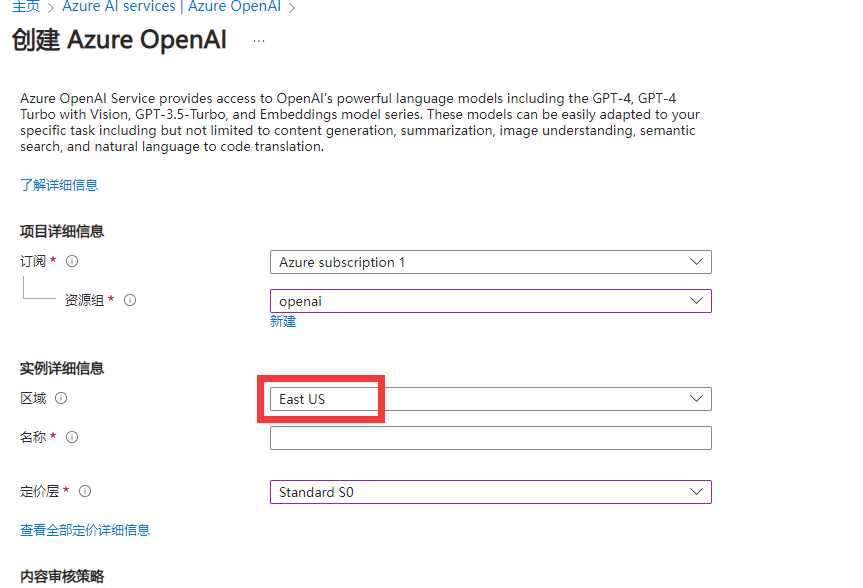 主页 > Azure AI services | Azure OpenAI >
创建 Azure OpenAI ...
Azure OpenAI Service provides access to OpenAI's powerful language models including the GPT-4, GPT-4
Turbo with Vision, GPT-3.5-Turbo, and Embeddings model series. These models can be easily adapted to your
specific task including but not limited to content generation, summarization, image understanding, semantic
search, and natural language to code translation.
了解详细信息
项目详细信息
订阅 * Azure subscription 1
资源组 * openai
新建
实例详细信息
区域 East US
名称 *
定价层 * Standard S0
查看全部定价详细信息
内容审核策略